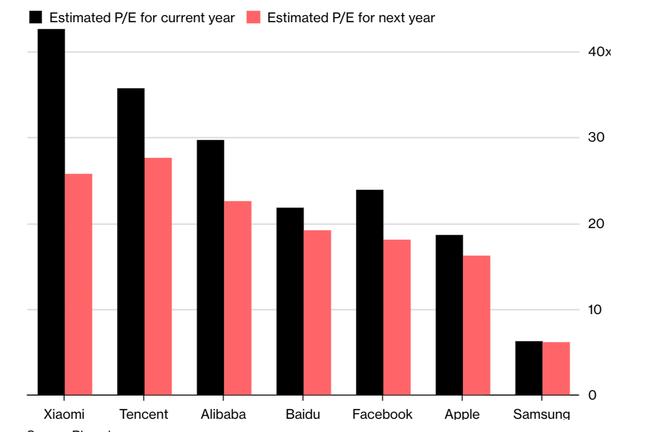 Estimated P/E for current year Estimated P/E for next year
40x
30
20
10
0
Xiaomi Tencent Alibaba Baidu Facebook Apple Samsung